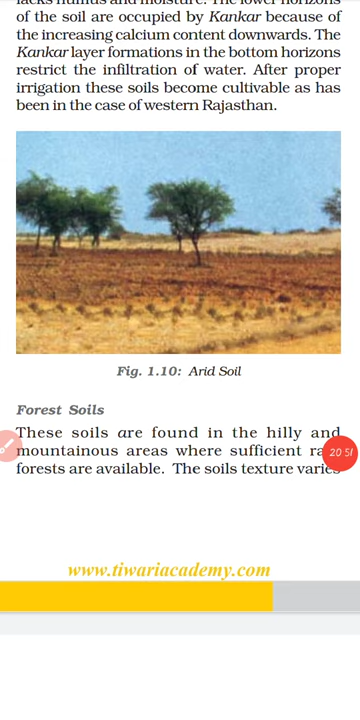 of the soil are occupied by Kankar because of
the increasing calcium content downwards. The
Kankar layer formations in the bottom horizons
restrict the infiltration of water. After proper
irrigation these soils become cultivable as has
been in the case of western Rajasthan.
Fig. 1.10: Arid Soil
Forest Soils
These soils are found in the hilly and
mountainous areas where sufficient
20 51
forests are available. The soils texture varies
www.tiwariacademy.com